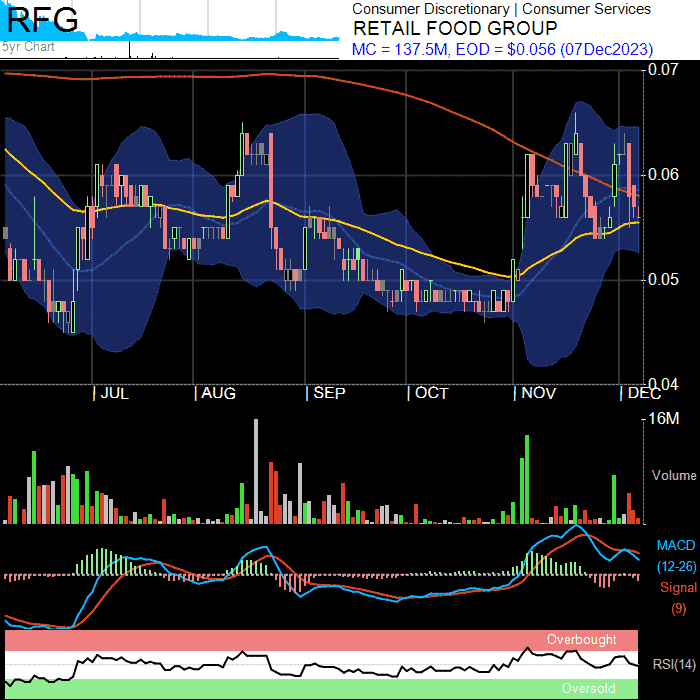 RFG
5yr Chart
Consumer Discretionary | Consumer Services
RETAIL FOOD GROUP
MC = 137.5M, EOD = $0.056 (07Dec2023)
0.07
0.06
0.05
0.04
JUL
AUG
SEP
OCT
NOV
DEC
16M
Volume
MACD
(12-26)
Signal
(9)
Overbought
RSI(14)
Oversold